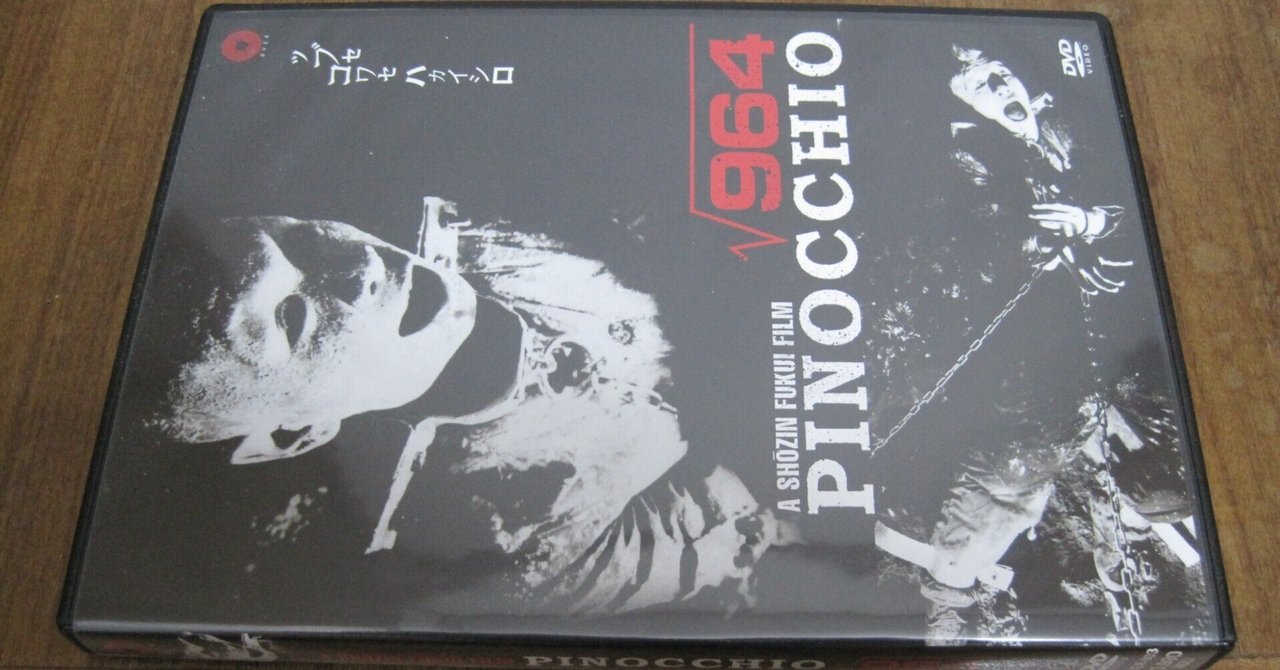 ツブセ
コワセ ハカイシロ
√964
A SHŌZIN FUKUI FILM
PINOCCHIO
DVD
VIDEO
PINOCCHIO